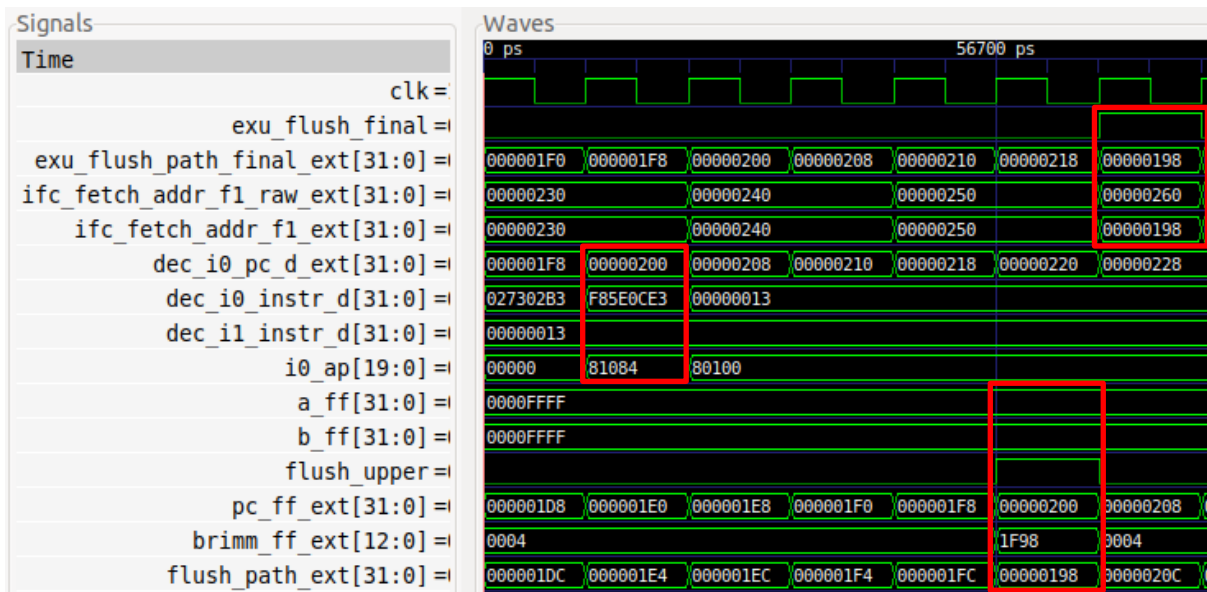 Signals Waves
Time 0 ps 56700 ps
clk=
exu_flush_final=
exu_flush_path_final_ext[31:0]= 000001F0 000001F8 00000200 00000208 00000210 00000218 00000198
ifc_fetch_addr_f1_raw_ext[31:0]= 00000230 00000240 00000250 00000260
ifc_fetch_addr_f1_ext[31:0]= 00000230 00000240 00000250 00000198
dec_i0_pc_d_ext[31:0]= 000001F8 00000200 00000208 00000210 00000218 00000220 00000228
dec_i0_instr_d[31:0]= 027302B3 F85E0CE3 00000013
dec_i1_instr_d[31:0]= 00000013
i0_ap[19:0]= 00000 81084 80100
a_ff[31:0]= 0000FFFF
b_ff[31:0]= 0000FFFF
flush_upper=
pc_ff_ext[31:0]= 000001D8 000001E0 000001E8 000001F0 000001F8 00000200 00000208
brimm_ff_ext[12:0]= 0004 1F98 0004
flush_path_ext[31:0]= 000001DC 000001E4 000001EC 000001F4 000001FC 00000198 0000020C